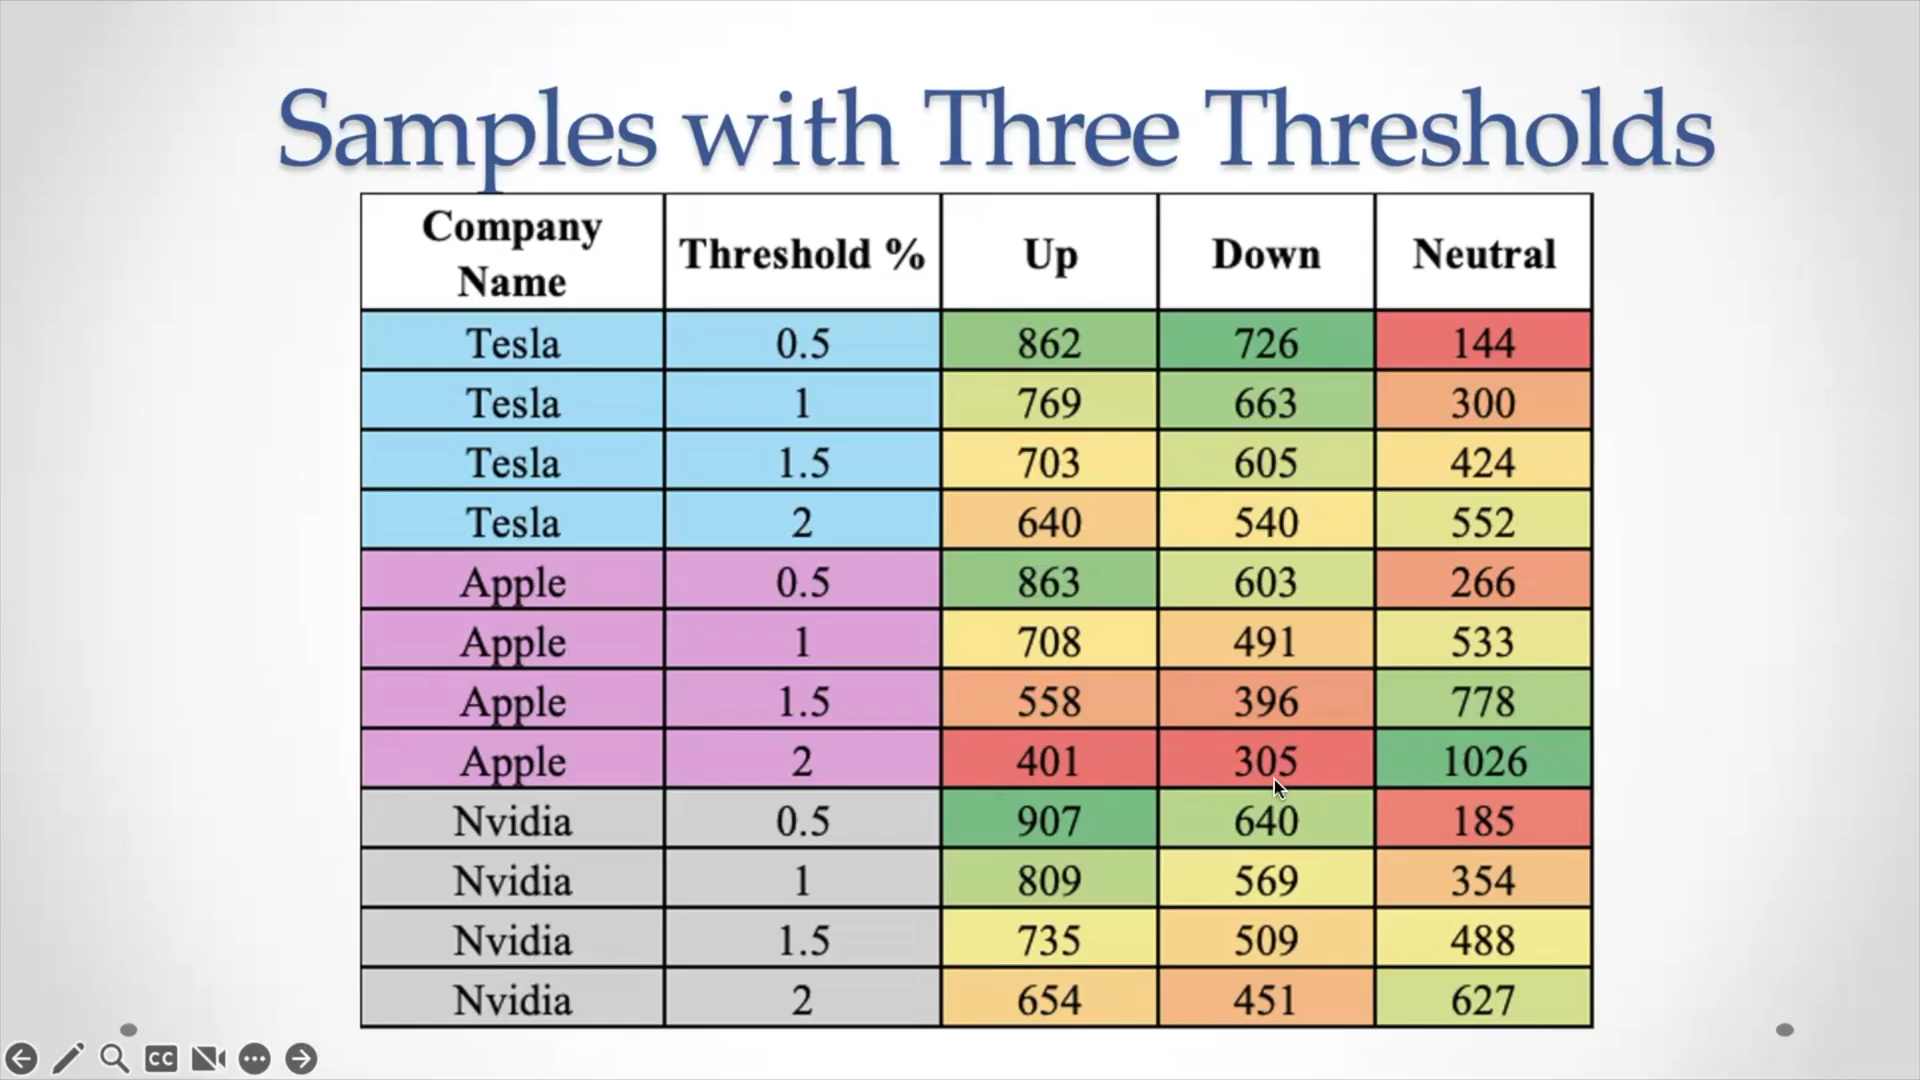 Samples with Three Thresholds
Company Name Threshold % Up Down Neutral
Tesla 0.5 862 726 144
Tesla 1 769 663 300
Tesla 1.5 703 605 424
Tesla 2 640 540 552
Apple 0.5 863 603 266
Apple 1 708 491 533
Apple 1.5 558 396 778
Apple 2 401 305 1026
Nvidia 0.5 907 640 185
Nvidia 1 809 569 354
Nvidia 1.5 735 509 488
Nvidia 2 654 451 627
CC